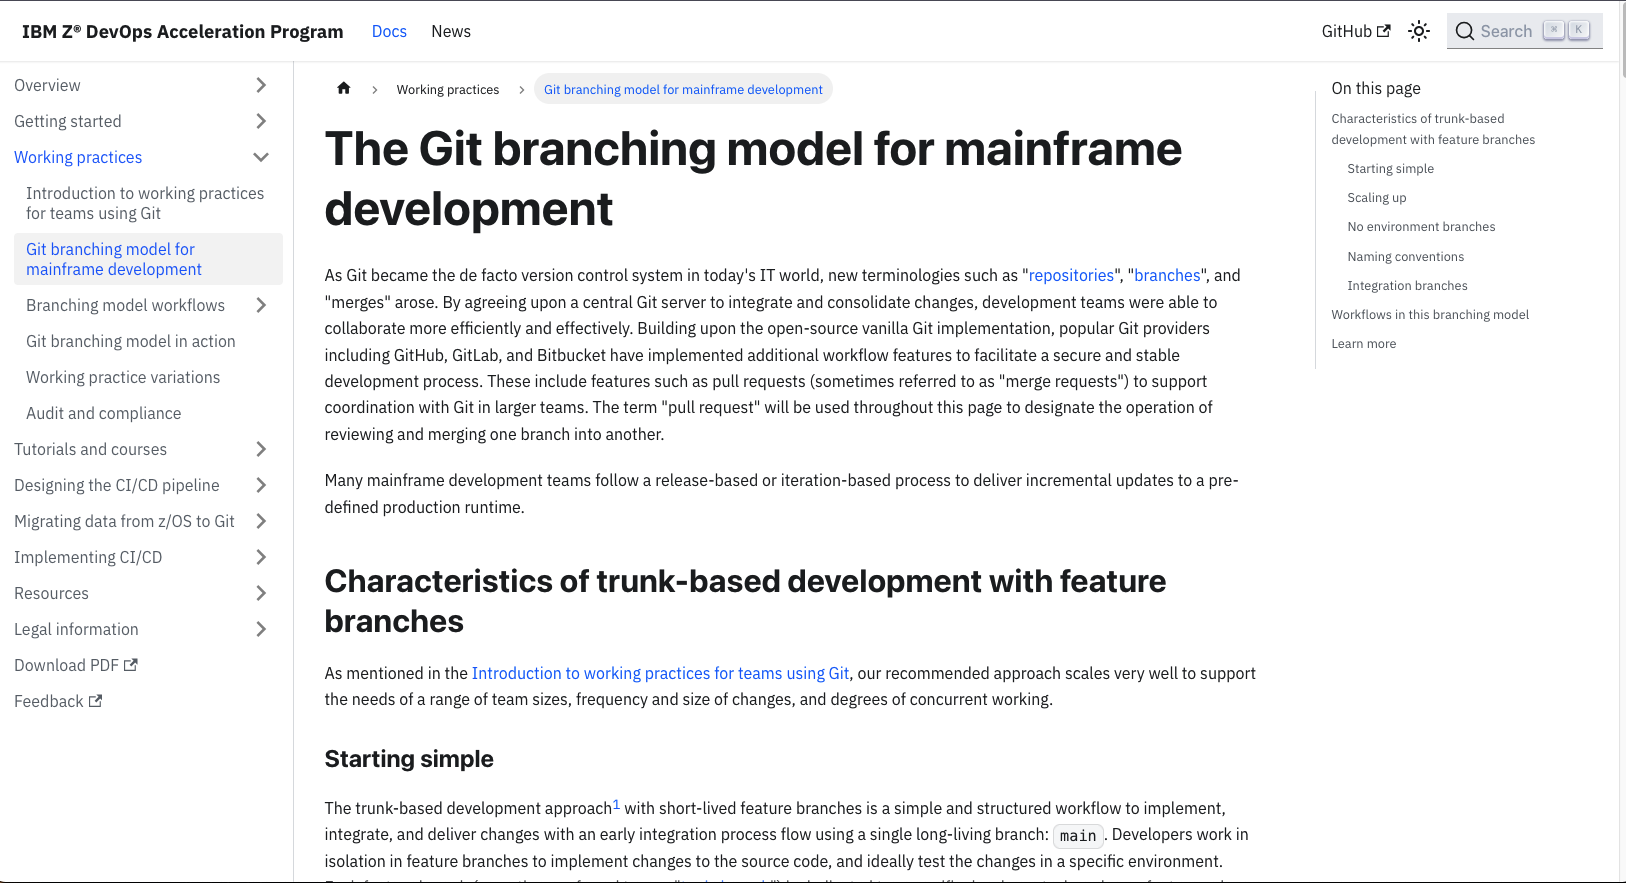 IBM Z® DevOps Acceleration Program
Docs
News
GitHub
Search
⌘
K
Overview
Getting started
Working practices
Introduction to working practices
for teams using Git
Git branching model for
mainframe development
Branching model workflows
Git branching model in action
Working practice variations
Audit and compliance
Tutorials and courses
Designing the CI/CD pipeline
Migrating data from z/OS to Git
Implementing CI/CD
Resources
Legal information
Download PDF
Feedback
Working practices
Git branching model for mainframe development
The Git branching model for mainframe
development
As Git became the de facto version control system in today's IT world, new terminologies such as "repositories", "branches", and
"merges" arose. By agreeing upon a central Git server to integrate and consolidate changes, development teams were able to
collaborate more efficiently and effectively. Building upon the open-source vanilla Git implementation, popular Git providers
including GitHub, GitLab, and Bitbucket have implemented additional workflow features to facilitate a secure and stable
development process. These include features such as pull requests (sometimes referred to as "merge requests") to support
coordination with Git in larger teams. The term "pull request" will be used throughout this page to designate the operation of
reviewing and merging one branch into another.
Many mainframe development teams follow a release-based or iteration-based process to deliver incremental updates to a pre-
defined production runtime.
Characteristics of trunk-based development with feature
branches
As mentioned in the Introduction to working practices for teams using Git, our recommended approach scales very well to support
the needs of a range of team sizes, frequency and size of changes, and degrees of concurrent working.
Starting simple
The trunk-based development approach1 with short-lived feature branches is a simple and structured workflow to implement,
integrate, and deliver changes with an early integration process flow using a single long-living branch: main. Developers work in
isolation in feature branches to implement changes to the source code, and ideally test the changes in a specific environment.
On this page
Characteristics of trunk-based
development with feature branches
Starting simple
Scaling up
No environment branches
Naming conventions
Integration branches
Workflows in this branching model
Learn more